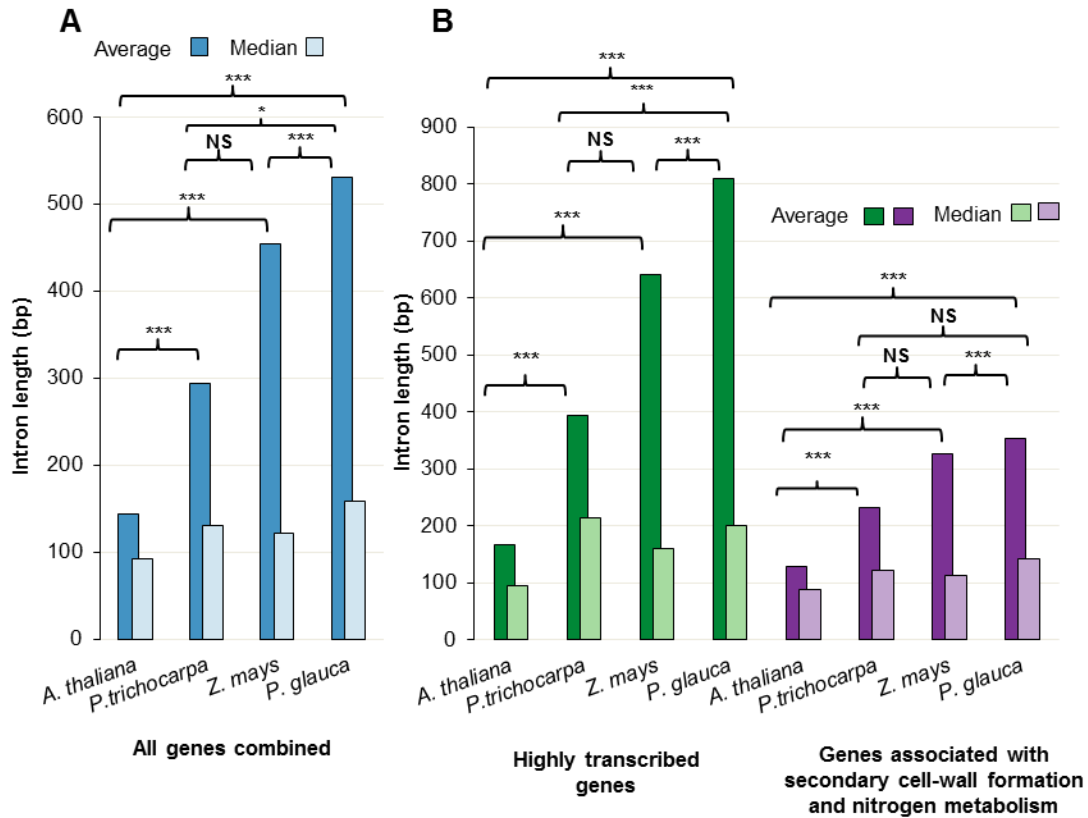 A
Average Median
***
*
NS ***
***
***
600
500
400
300
200
100
0
Intron length (bp)
A. thaliana
P.trichocarpa
Z. mays
P. glauca
All genes combined
B
***
***
NS ***
***
***
900
800
700
600
500
400
300
200
100
0
Intron length (bp)
A. thaliana
P.trichocarpa
Z. mays
P. glauca
Highly transcribed
genes
Average Median
***
NS
NS ***
***
***
A. thaliana
P.trichocarpa
Z. mays
P. glauca
Genes associated with
secondary cell-wall formation
and nitrogen metabolism